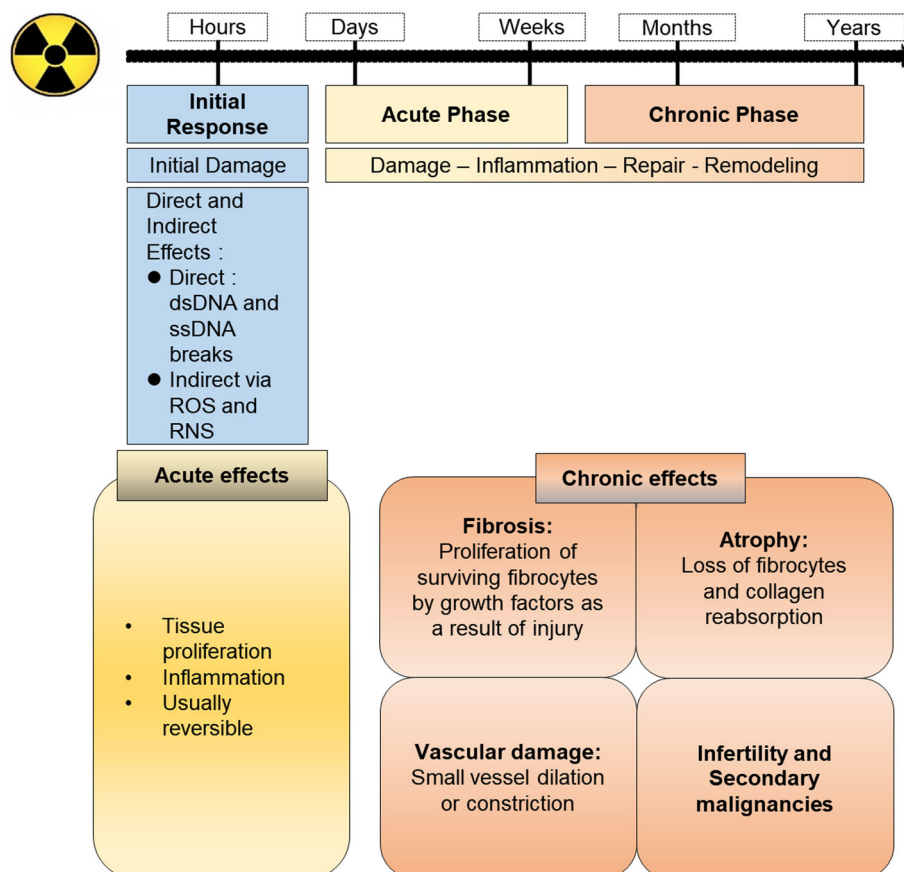 Hours
Days
Weeks
Months
Years
Initial
Response
Acute Phase
Chronic Phase
Initial Damage
Damage – Inflammation – Repair - Remodeling
Direct and
Indirect
Effects :
● Direct :
dsDNA and
ssDNA
breaks
● Indirect via
ROS and
RNS
Acute effects
• Tissue
proliferation
• Inflammation
• Usually
reversible
Chronic effects
Fibrosis:
Proliferation of
surviving fibrocytes
by growth factors as
a result of injury
Atrophy:
Loss of fibrocytes
and collagen
reabsorption
Vascular damage:
Small vessel dilation
or constriction
Infertility and
Secondary
malignancies